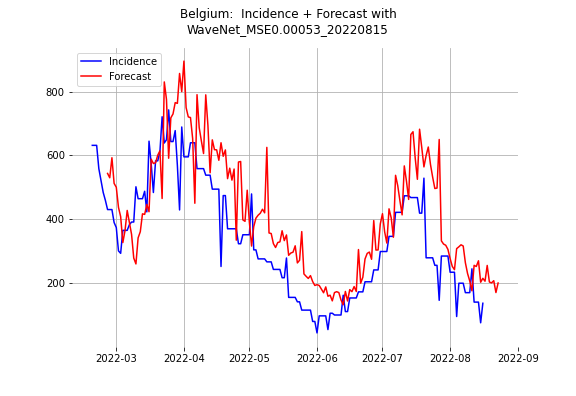 Belgium:  Incidence + Forecast with
WaveNet_MSE0.00053_20220815
Incidence
Forecast
800
600
400
200
2022-03 2022-04 2022-05 2022-06 2022-07 2022-08 2022-09